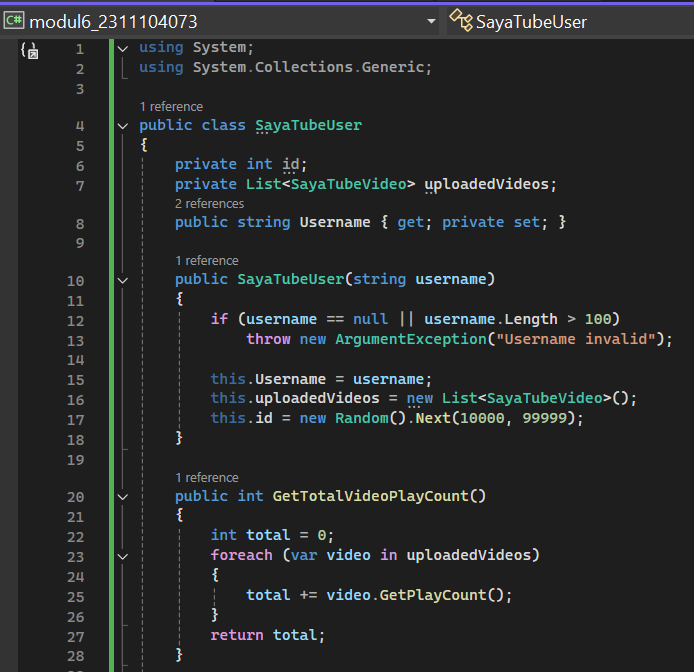 C# modul6_2311104073 SayaTubeUser
1 using System;
2 using System.Collections.Generic;
3
1 reference
4 public class SayaTubeUser
5 {
6 private int id;
7 private List<SayaTubeVideo> uploadedVideos;
2 references
8 public string Username { get; private set; }
9
1 reference
10 public SayaTubeUser(string username)
11 {
12 if (username == null || username.Length > 100)
13 throw new ArgumentException("Username invalid");
14
15 this.Username = username;
16 this.uploadedVideos = new List<SayaTubeVideo>();
17 this.id = new Random().Next(10000, 99999);
18 }
19
1 reference
20 public int GetTotalVideoPlayCount()
21 {
22 int total = 0;
23 foreach (var video in uploadedVideos)
24 {
25 total += video.GetPlayCount();
26 }
27 return total;
28 }